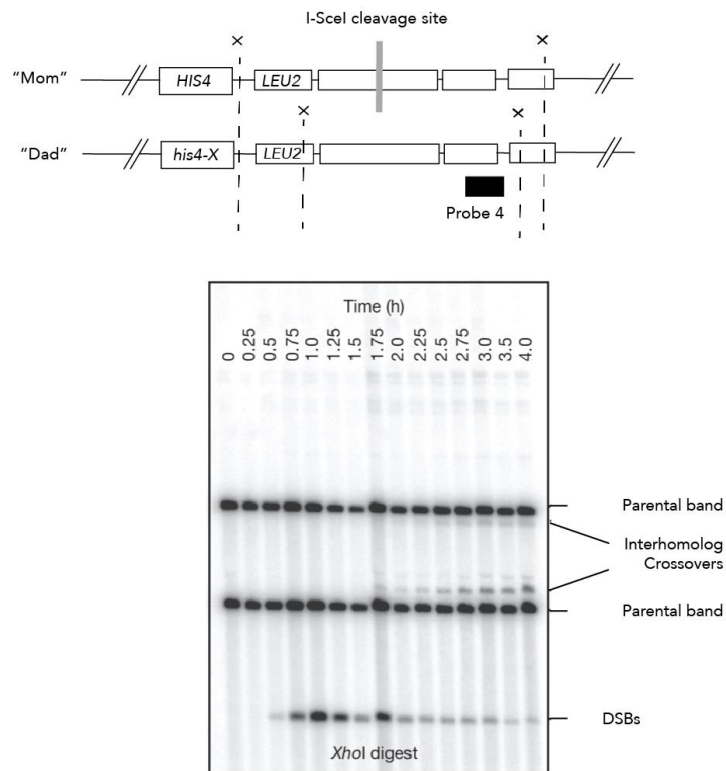 I-SceI cleavage site
x x
"Mom" HIS4 LEU2
x x
"Dad" his4-X LEU2
Probe 4
Time (h)
0 0.25 0.5 0.75 1.0 1.25 1.5 1.75 2.0 2.25 2.5 2.75 3.0 3.5 4.0
Parental band
Interhomolog
Crossovers
Parental band
DSBs
XhoI digest